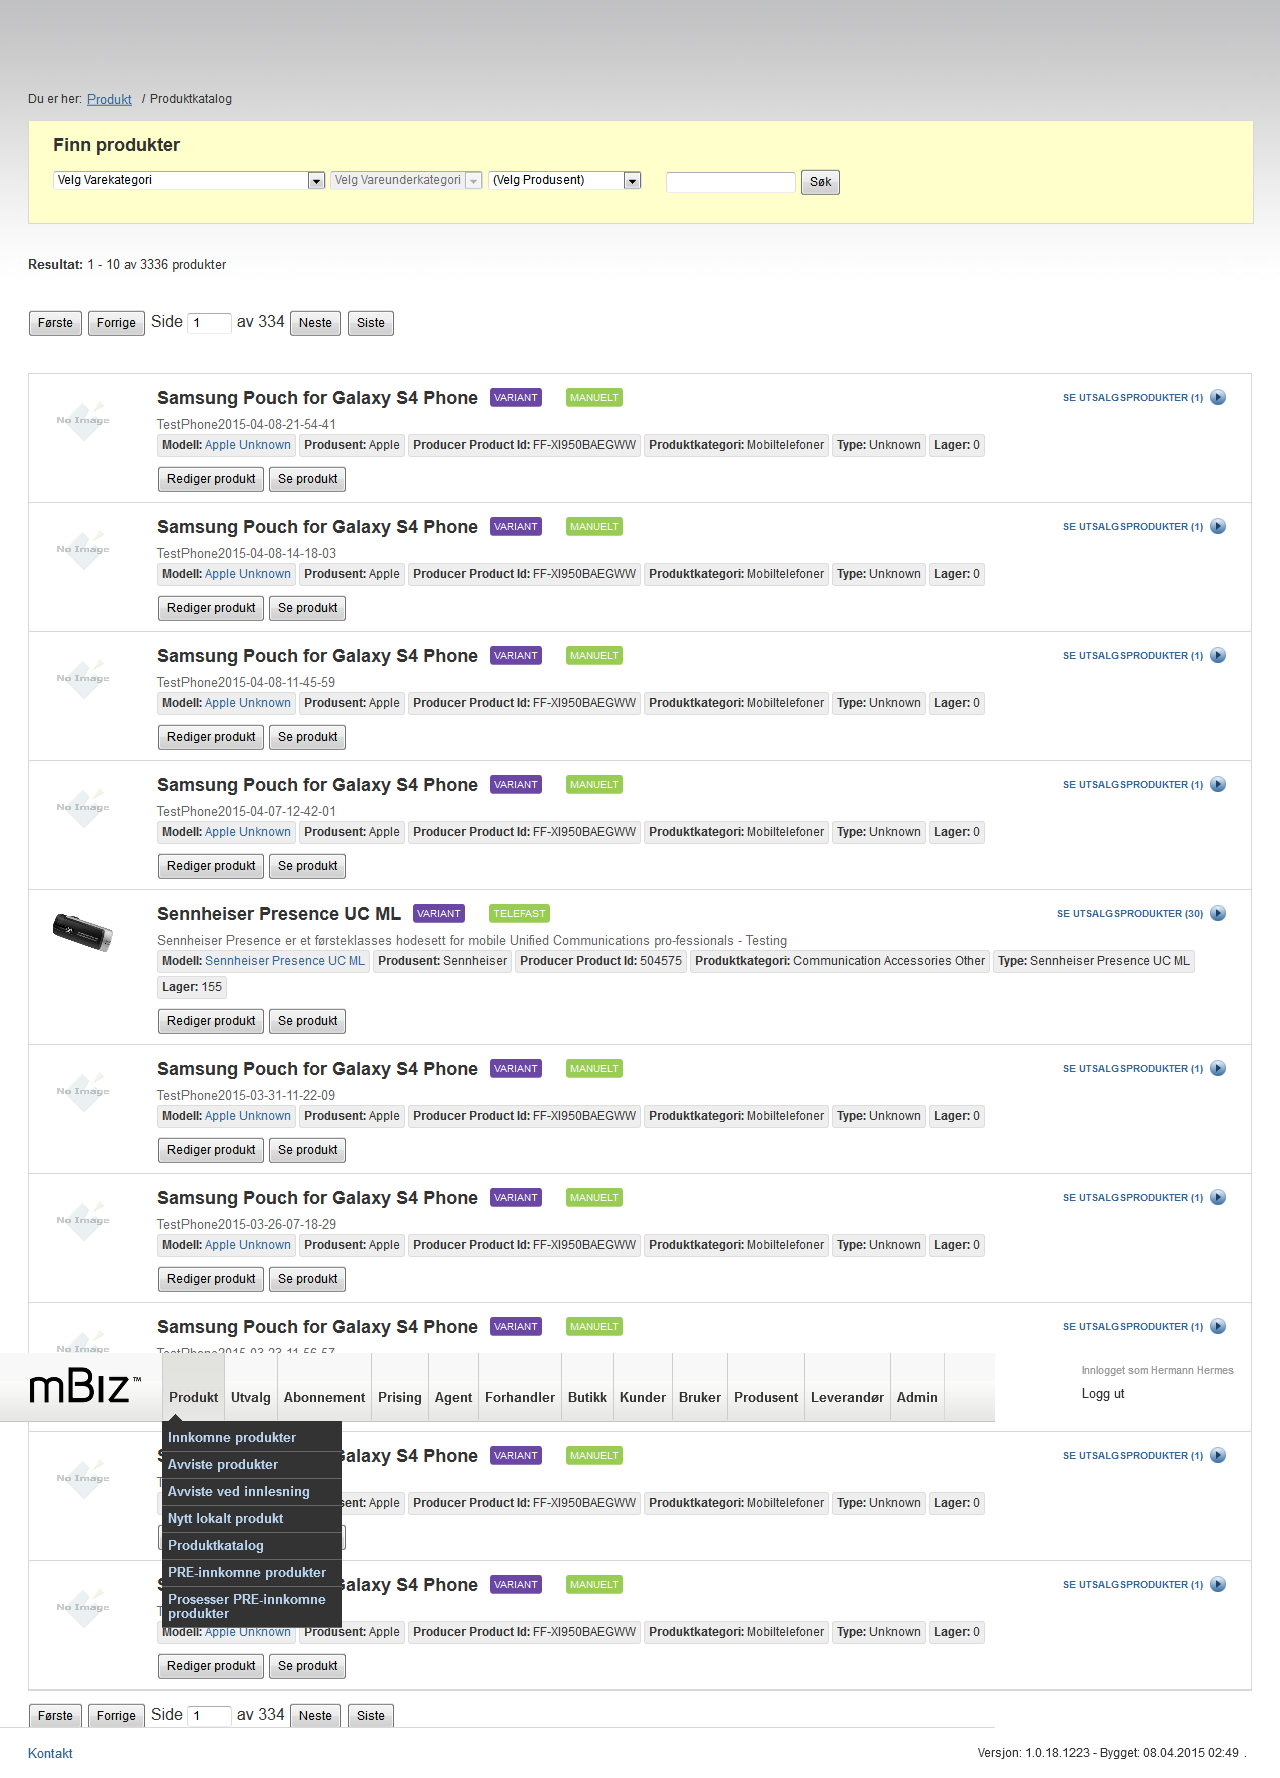 Du er her: Produkt / Produktkatalog
Finn produkter
Velg Varekategori Velg Vareunderkategori (Velg Produsent) Søk
Resultat: 1 - 10 av 3336 produkter
Første Forrige Side 1 av 334 Neste Siste
No Image Samsung Pouch for Galaxy S4 Phone VARIANT MANUELT SE UTSALGSPRODUKTER (1)
TestPhone2015-04-08-21-54-41
Modell: Apple Unknown Produsent: Apple Producer Product Id: FF-XI950BAEGWW Produktkategori: Mobiltelefoner Type: Unknown Lager: 0
Rediger produkt Se produkt
No Image Samsung Pouch for Galaxy S4 Phone VARIANT MANUELT SE UTSALGSPRODUKTER (1)
TestPhone2015-04-08-14-18-03
Modell: Apple Unknown Produsent: Apple Producer Product Id: FF-XI950BAEGWW Produktkategori: Mobiltelefoner Type: Unknown Lager: 0
Rediger produkt Se produkt
No Image Samsung Pouch for Galaxy S4 Phone VARIANT MANUELT SE UTSALGSPRODUKTER (1)
TestPhone2015-04-08-11-45-59
Modell: Apple Unknown Produsent: Apple Producer Product Id: FF-XI950BAEGWW Produktkategori: Mobiltelefoner Type: Unknown Lager: 0
Rediger produkt Se produkt
No Image Samsung Pouch for Galaxy S4 Phone VARIANT MANUELT SE UTSALGSPRODUKTER (1)
TestPhone2015-04-07-12-42-01
Modell: Apple Unknown Produsent: Apple Producer Product Id: FF-XI950BAEGWW Produktkategori: Mobiltelefoner Type: Unknown Lager: 0
Rediger produkt Se produkt
Sennheiser Presence UC ML VARIANT TELEFAST SE UTSALGSPRODUKTER (30)
Sennheiser Presence er et førsteklasses hodesett for mobile Unified Communications pro-fessionals - Testing
Modell: Sennheiser Presence UC ML Produsent: Sennheiser Producer Product Id: 504575 Produktkategori: Communication Accessories Other Type: Sennheiser Presence UC ML
Lager: 155
Rediger produkt Se produkt
No Image Samsung Pouch for Galaxy S4 Phone VARIANT MANUELT SE UTSALGSPRODUKTER (1)
TestPhone2015-03-31-11-22-09
Modell: Apple Unknown Produsent: Apple Producer Product Id: FF-XI950BAEGWW Produktkategori: Mobiltelefoner Type: Unknown Lager: 0
Rediger produkt Se produkt
No Image Samsung Pouch for Galaxy S4 Phone VARIANT MANUELT SE UTSALGSPRODUKTER (1)
TestPhone2015-03-26-07-18-29
Modell: Apple Unknown Produsent: Apple Producer Product Id: FF-XI950BAEGWW Produktkategori: Mobiltelefoner Type: Unknown Lager: 0
Rediger produkt Se produkt
No Image Samsung Pouch for Galaxy S4 Phone VARIANT MANUELT SE UTSALGSPRODUKTER (1)
TestPhone2015-03-23-11-56-57
Innlogget som Hermann Hermes
Logg ut
mBiz™ Produkt Utvalg Abonnement Prising Agent Forhandler Butikk Kunder Bruker Produsent Leverandør Admin
Innkomne produkter
Avviste produkter
Avviste ved innlesning
Nytt lokalt produkt
Produktkatalog
PRE-innkomne produkter
Prosesser PRE-innkomne
produkter
No Image Galaxy S4 Phone VARIANT MANUELT SE UTSALGSPRODUKTER (1)
Apple Producer Product Id: FF-XI950BAEGWW Produktkategori: Mobiltelefoner Type: Unknown Lager: 0
No Image Galaxy S4 Phone VARIANT MANUELT SE UTSALGSPRODUKTER (1)
Modell: Apple Unknown Produsent: Apple Producer Product Id: FF-XI950BAEGWW Produktkategori: Mobiltelefoner Type: Unknown Lager: 0
Rediger produkt Se produkt
Første Forrige Side 1 av 334 Neste Siste
Kontakt Versjon: 1.0.18.1223 - Bygget: 08.04.2015 02:49 .